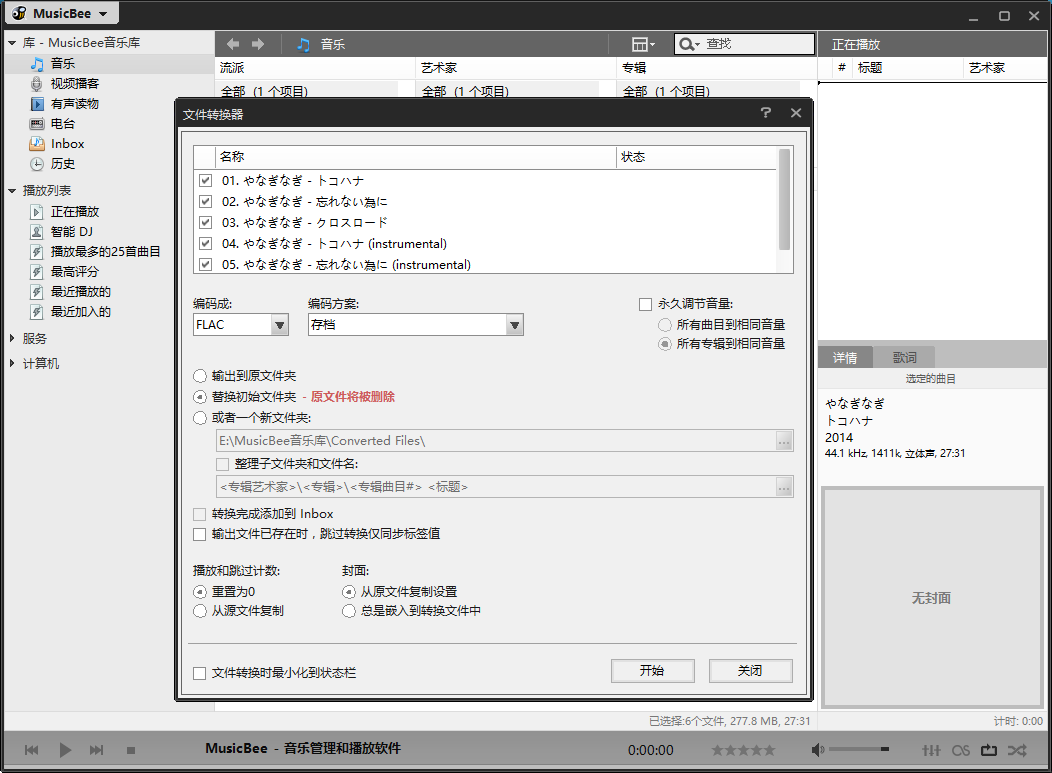 MusicBee
库 - MusicBee音乐库
音乐
视频播客
有声读物
电台
Inbox
历史
播放列表
正在播放
智能 DJ
播放最多的25首曲目
最高评分
最近播放的
最近加入的
服务
计算机
音乐
查找
正在播放
流派
艺术家
专辑
# 标题 艺术家
全部 (1 个项目)
全部 (1 个项目)
全部 (1 个项目)
文件转换器
?
名称
状态
01. やなぎなぎ - トコハナ
02. やなぎなぎ - 忘れない為に
03. やなぎなぎ - クロスロード
04. やなぎなぎ - トコハナ (instrumental)
05. やなぎなぎ - 忘れない為に (instrumental)
编码成:
编码方案:
FLAC
存档
永久调节音量:
所有曲目到相同音量
所有专辑到相同音量
输出到原文件夹
替换初始文件夹 - 原文件将被删除
或者一个新文件夹:
E:\MusicBee音乐库\Converted Files\
...
整理子文件夹和文件名:
<专辑艺术家>\<专辑>\<专辑曲目#> <标题>
...
转换完成添加到 Inbox
输出文件已存在时，跳过转换仅同步标签值
播放和跳过计数:
封面:
重置为0
从原文件复制设置
从源文件复制
总是嵌入到转换文件中
文件转换时最小化到状态栏
开始
关闭
详情
歌词
选定的曲目
やなぎなぎ
トコハナ
2014
44.1 kHz, 1411k, 立体声, 27:31
无封面
已选择:6个文件, 277.8 MB, 27:31
计时: 0:00
MusicBee - 音乐管理和播放软件
0:00:00